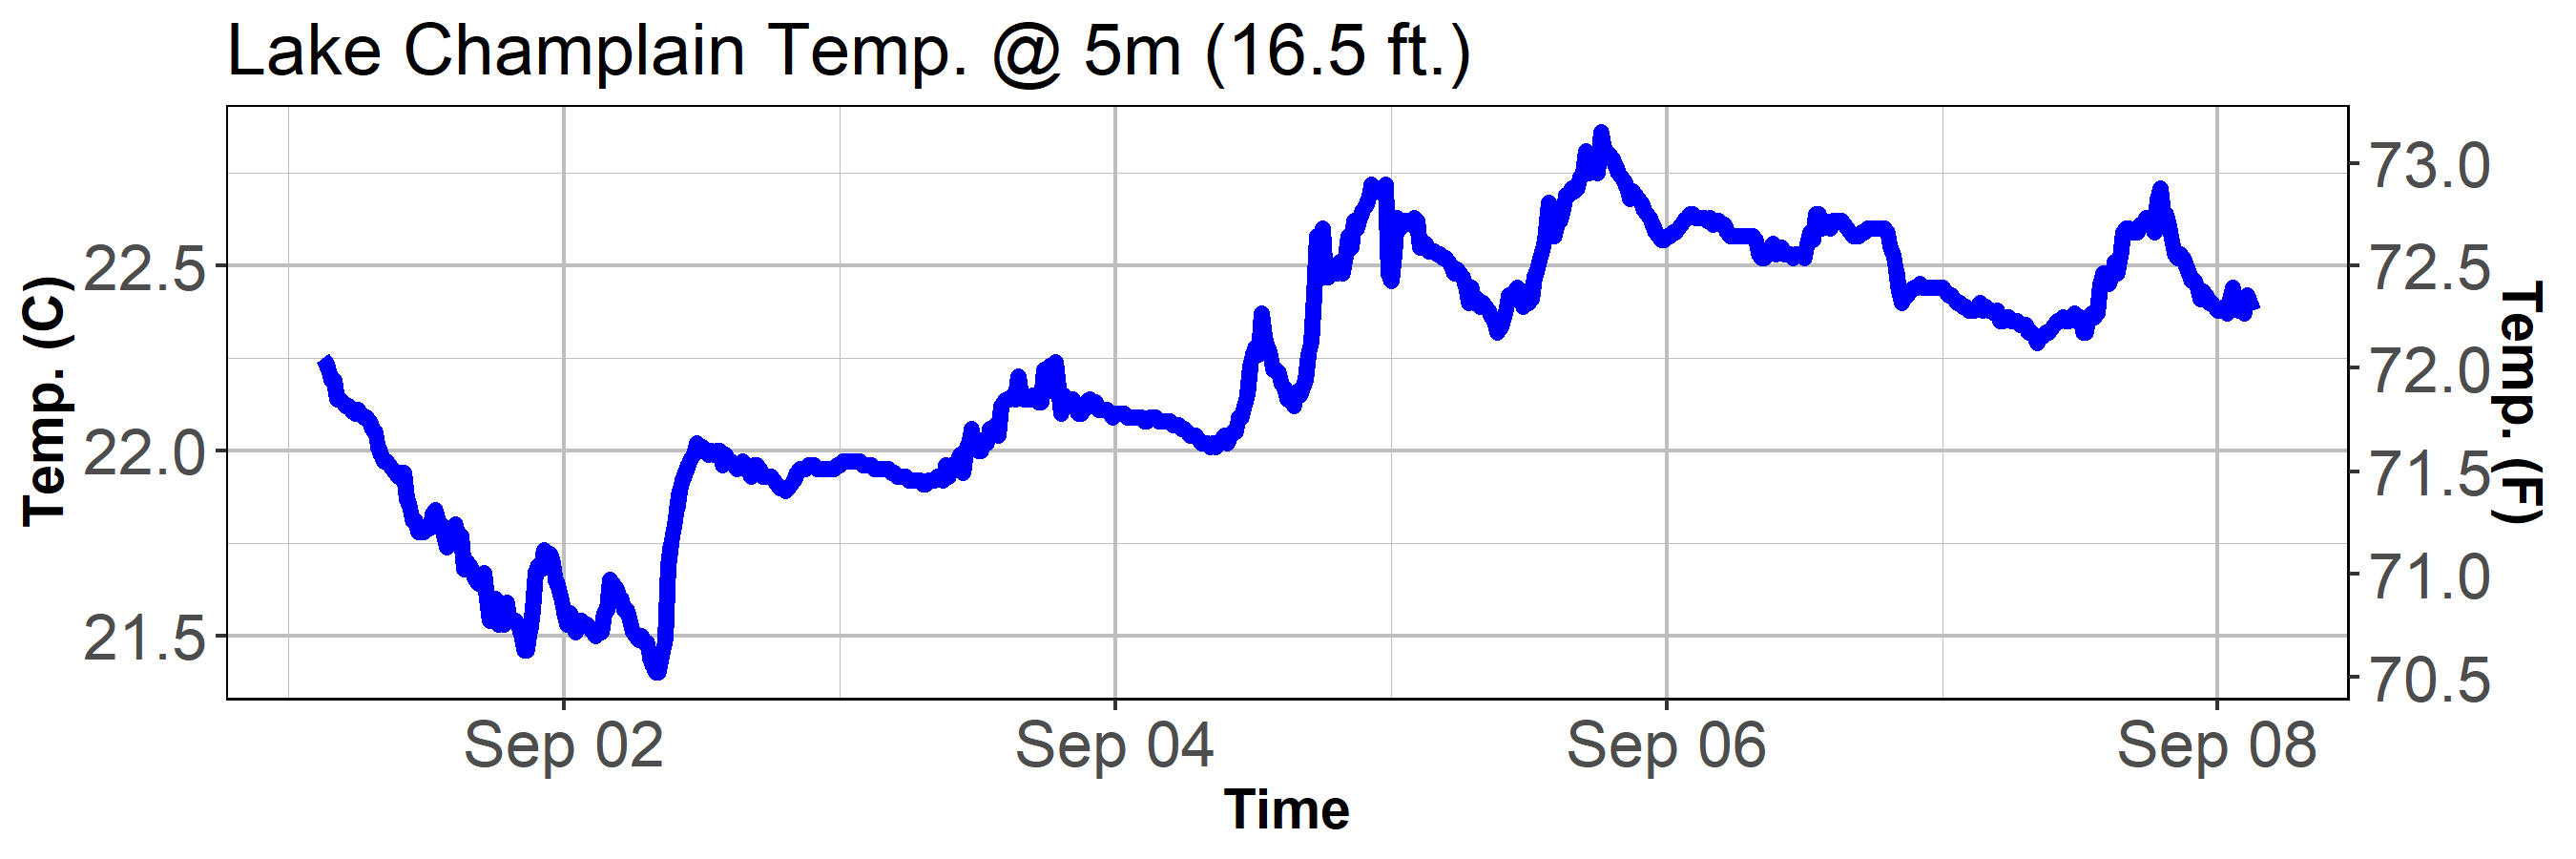 Lake Champlain Temp. @ 5m (16.5 ft.)
Temp. (C)
22.5
22.0
21.5
73.0
72.5
72.0
71.5
71.0
70.5
Temp. (F)
Sep 02
Sep 04
Sep 06
Sep 08
Time